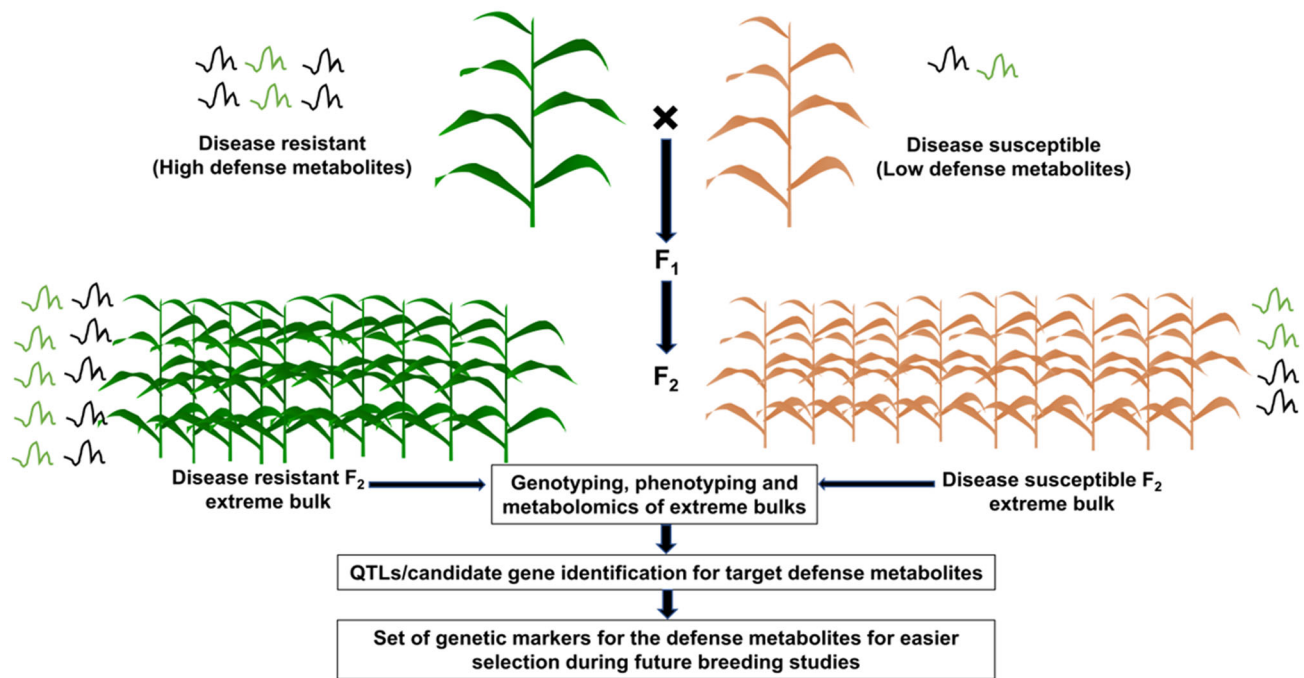 Disease resistant
(High defense metabolites)
×
Disease susceptible
(Low defense metabolites)
F₁
F₂
Disease resistant F₂
extreme bulk
Genotyping, phenotyping and
metabolomics of extreme bulks
Disease susceptible F₂
extreme bulk
QTLs/candidate gene identification for target defense metabolites
Set of genetic markers for the defense metabolites for easier
selection during future breeding studies